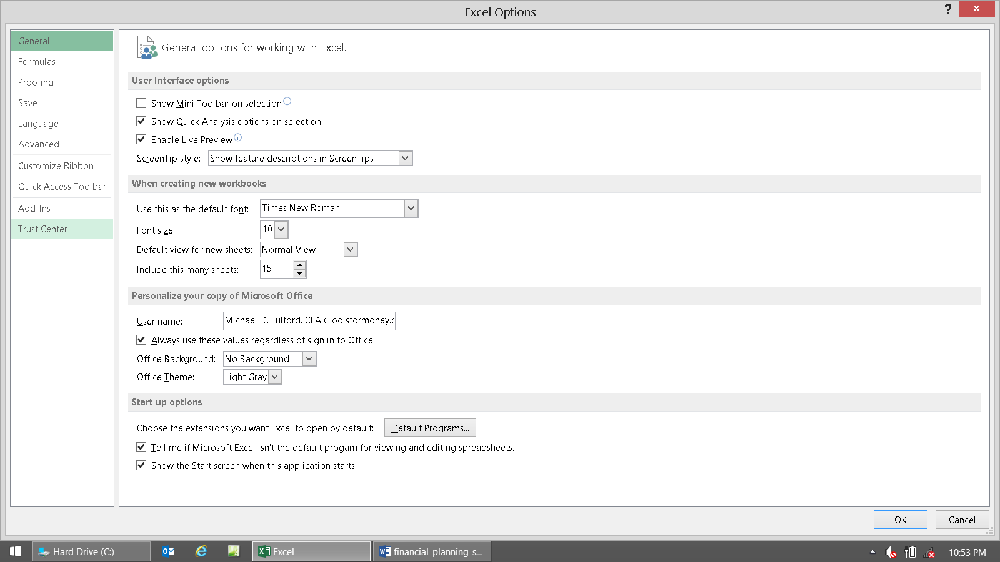 Excel Options
?
General
Formulas
Proofing
Save
Language
Advanced
Customize Ribbon
Quick Access Toolbar
Add-Ins
Trust Center
General options for working with Excel.
User Interface options
Show Mini Toolbar on selection
Show Quick Analysis options on selection
Enable Live Preview
ScreenTip style: Show feature descriptions in ScreenTips
When creating new workbooks
Use this as the default font: Times New Roman
Font size: 10
Default view for new sheets: Normal View
Include this many sheets: 15
Personalize your copy of Microsoft Office
User name: Michael D. Fulford, CFA (Toolsformoney.c
Always use these values regardless of sign in to Office.
Office Background: No Background
Office Theme: Light Gray
Start up options
Choose the extensions you want Excel to open by default: Default Programs...
Tell me if Microsoft Excel isn't the default progam for viewing and editing spreadsheets.
Show the Start screen when this application starts
OK Cancel
Hard Drive (C:) Excel financial_planning_s... 10:53 PM